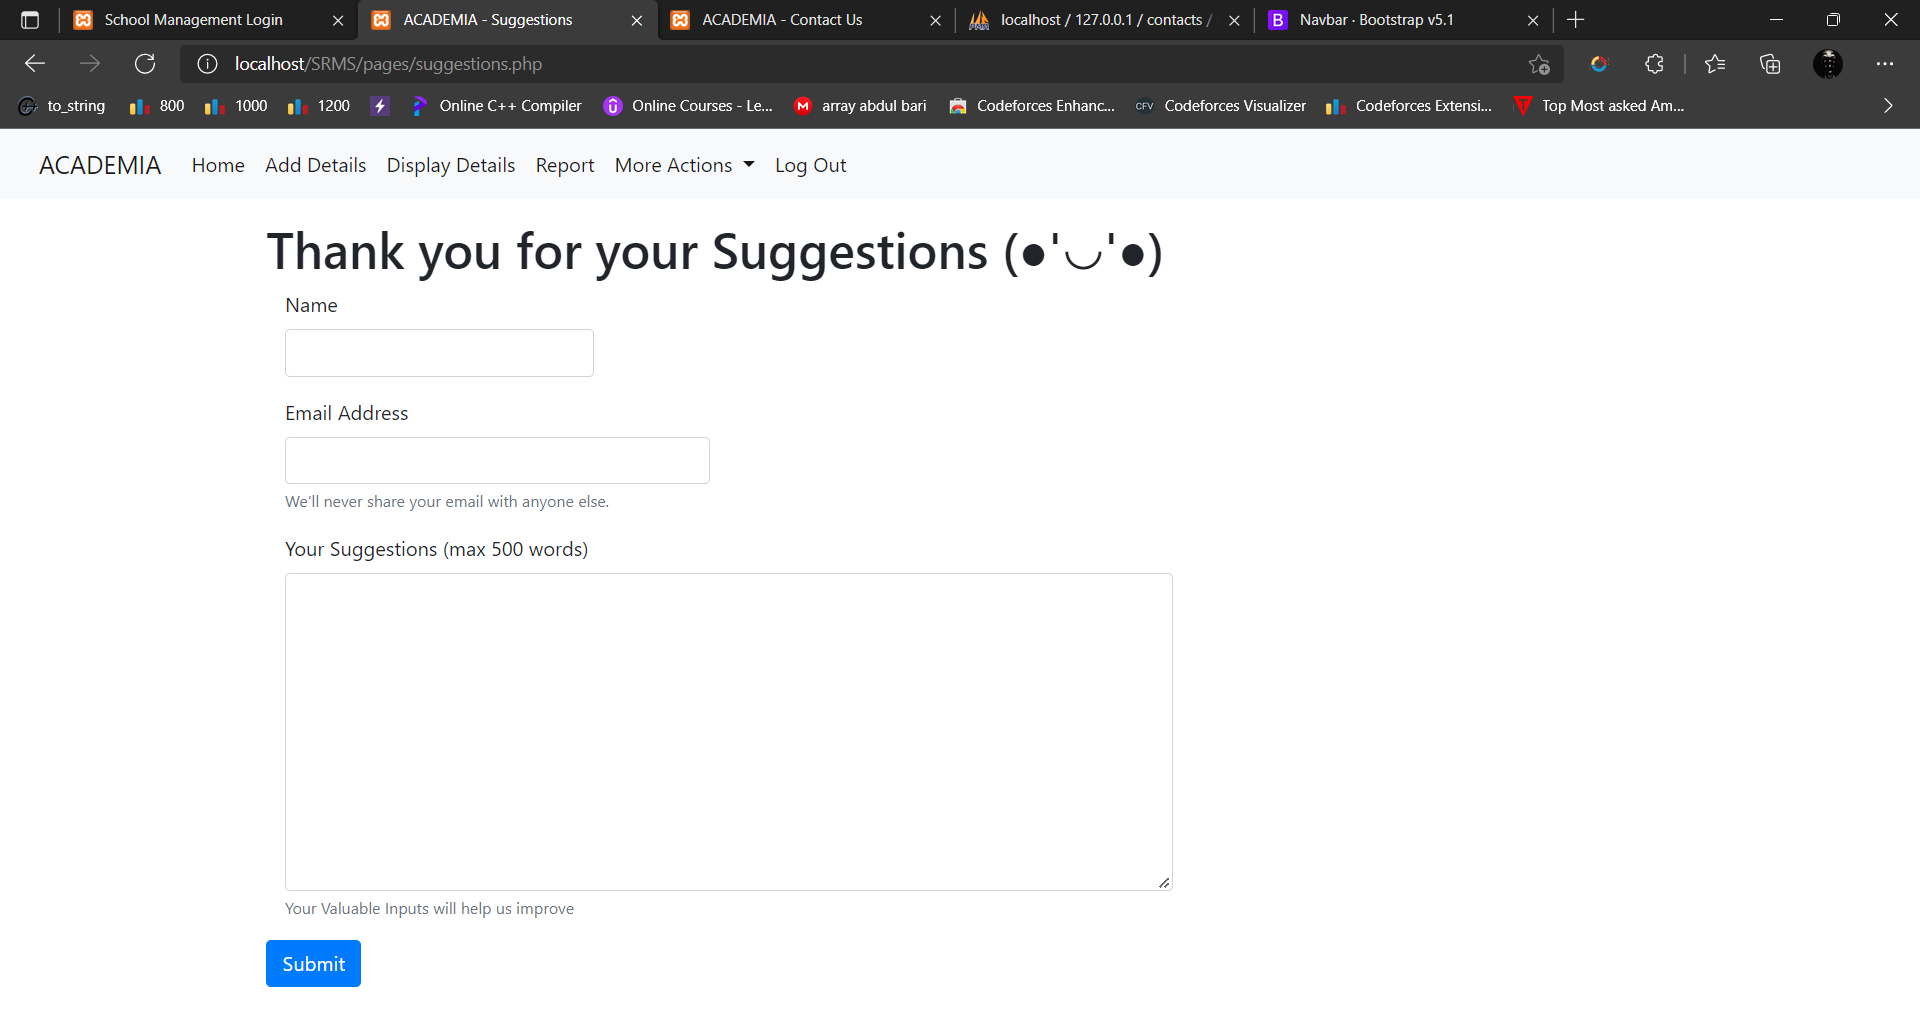 School Management Login
ACADEMIA - Suggestions
ACADEMIA - Contact Us
localhost / 127.0.0.1 / contacts /
Navbar · Bootstrap v5.1
localhost/SRMS/pages/suggestions.php
to_string
800
1000
1200
Online C++ Compiler
Online Courses - Le...
array abdul bari
Codeforces Enhanc...
CFV
Codeforces Visualizer
Codeforces Extensi...
Top Most asked Am...
ACADEMIA Home Add Details Display Details Report More Actions Log Out
Thank you for your Suggestions (●'◡'●)
Name
Email Address
We'll never share your email with anyone else.
Your Suggestions (max 500 words)
Your Valuable Inputs will help us improve
Submit